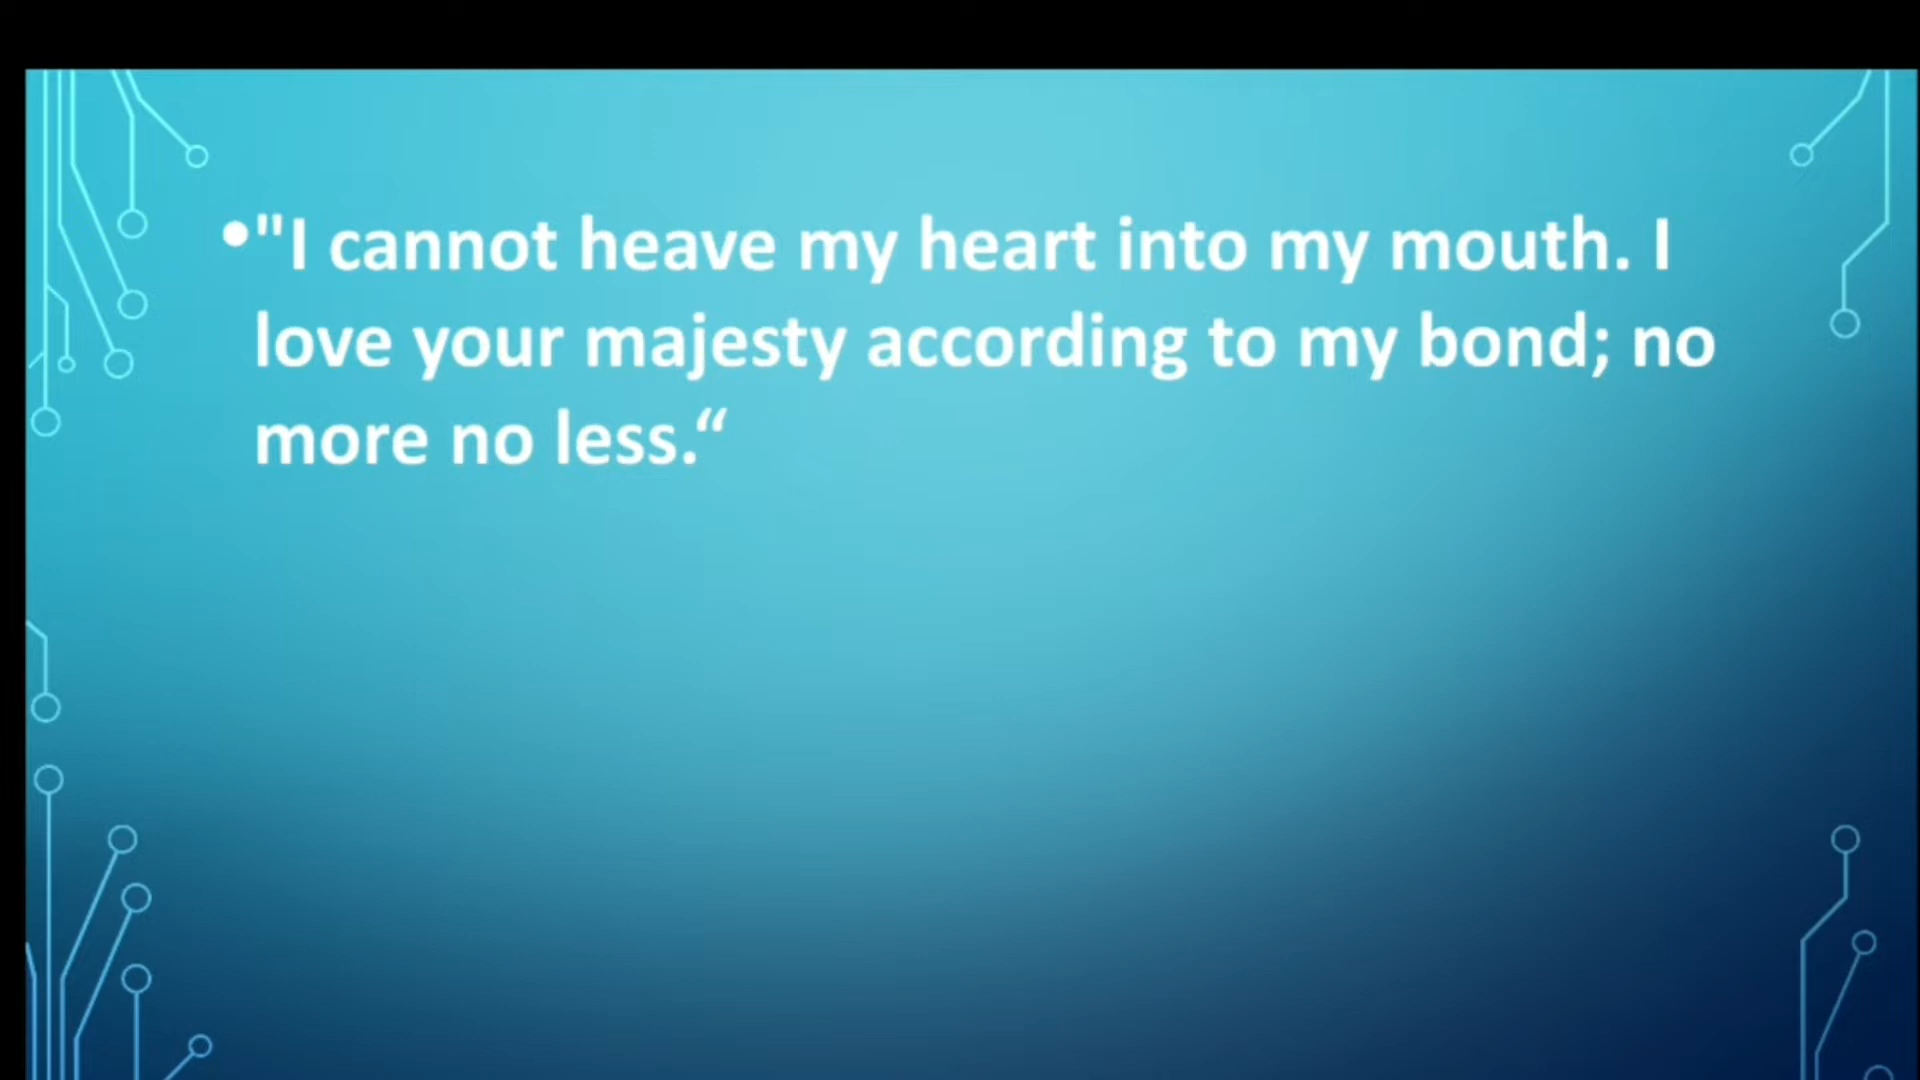 •"I cannot heave my heart into my mouth. I
love your majesty according to my bond; no
more no less.“